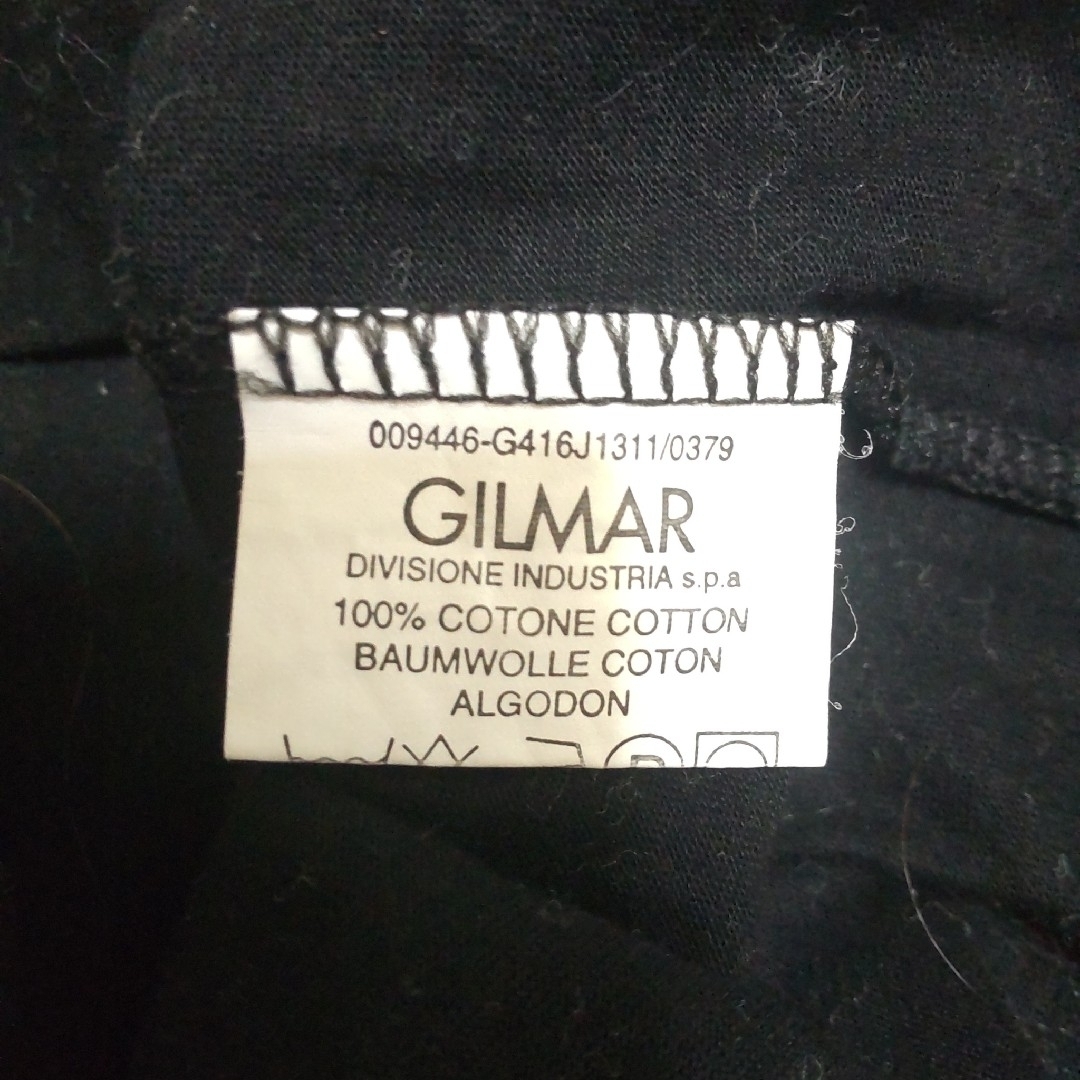 009446-G416J1311/0379
GILMAR
DIVISIONE INDUSTRIA s.p.a
100% COTONE COTTON
BAUMWOLLE COTON
ALGODON